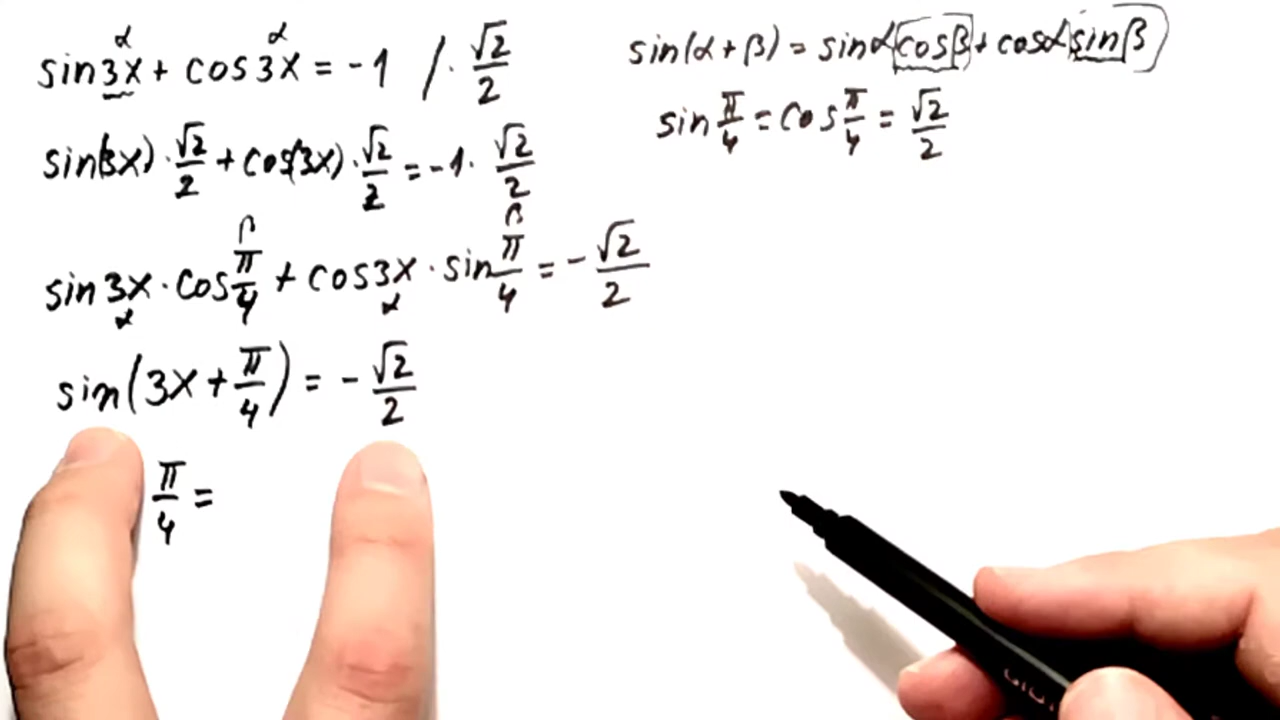 α α
sin3x + cos3x = -1 / · √2/2
sin(3x) · √2/2 + cos(3x) · √2/2 = -1 · √2/2
β β
sin3x · cos π/4 + cos3x · sin π/4 = - √2/2
α α
sin(3x + π/4) = - √2/2
π/4 =
sin(α + β) = sinα cosβ + cosα sinβ
sin π/4 = cos π/4 = √2/2